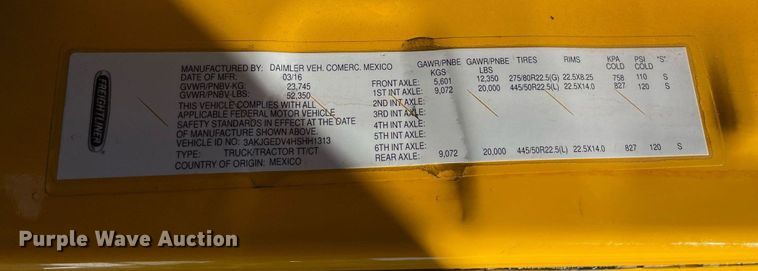 FREIGHTLINER
MANUFACTURED BY: DAIMLER VEH. COMERC. MEXICO
DATE OF MFR: 03/16
GVWR/PNBV-KG: 23,745
GVWR/PNBV-LBS: 52,350
THIS VEHICLE COMPLIES WITH ALL
APPLICABLE FEDERAL MOTOR VEHICLE
SAFETY STANDARDS IN EFFECT AT THE DATE
OF MANUFACTURE SHOWN ABOVE.
VEHICLE ID NO: 3AKJGEDV4HSHH1313
TYPE: TRUCK/TRACTOR TT/CT
COUNTRY OF ORIGIN: MEXICO
GAWR/PNBE KGS GAWR/PNBE LBS TIRES RIMS KPA COLD PSI COLD "S"
FRONT AXLE: 5,601 12,350 275/80R22.5(G) 22.5X8.25 758 110 S
1ST INT AXLE: 9,072 20,000 445/50R22.5(L) 22.5X14.0 827 120 S
2ND INT AXLE:
3RD INT AXLE:
4TH INT AXLE:
5TH INT AXLE:
6TH INT AXLE:
REAR AXLE: 9,072 20,000 445/50R22.5(L) 22.5X14.0 827 120 S
Purple Wave Auction